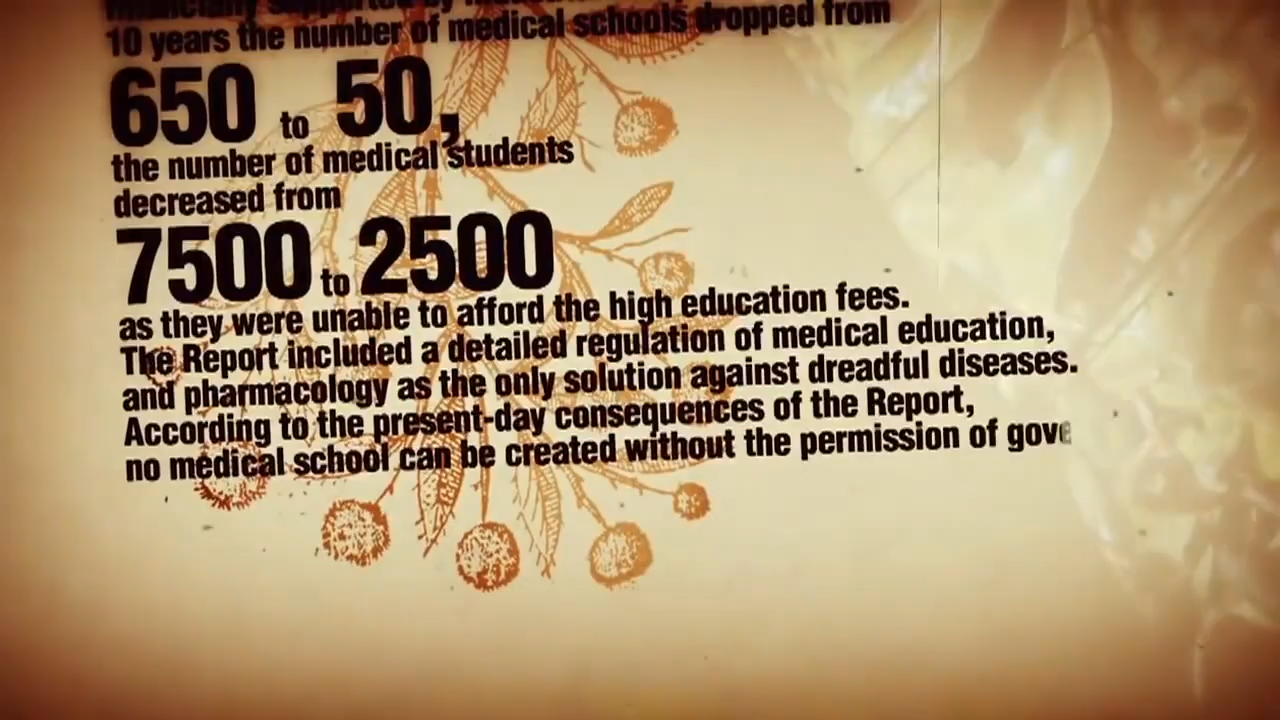 financially supported by
10 years the number of medical schools dropped from
650 to 50,
the number of medical students
decreased from
7500 to 2500
as they were unable to afford the high education fees.
The Report included a detailed regulation of medical education,
and pharmacology as the only solution against dreadful diseases.
According to the present-day consequences of the Report,
no medical school can be created without the permission of gove